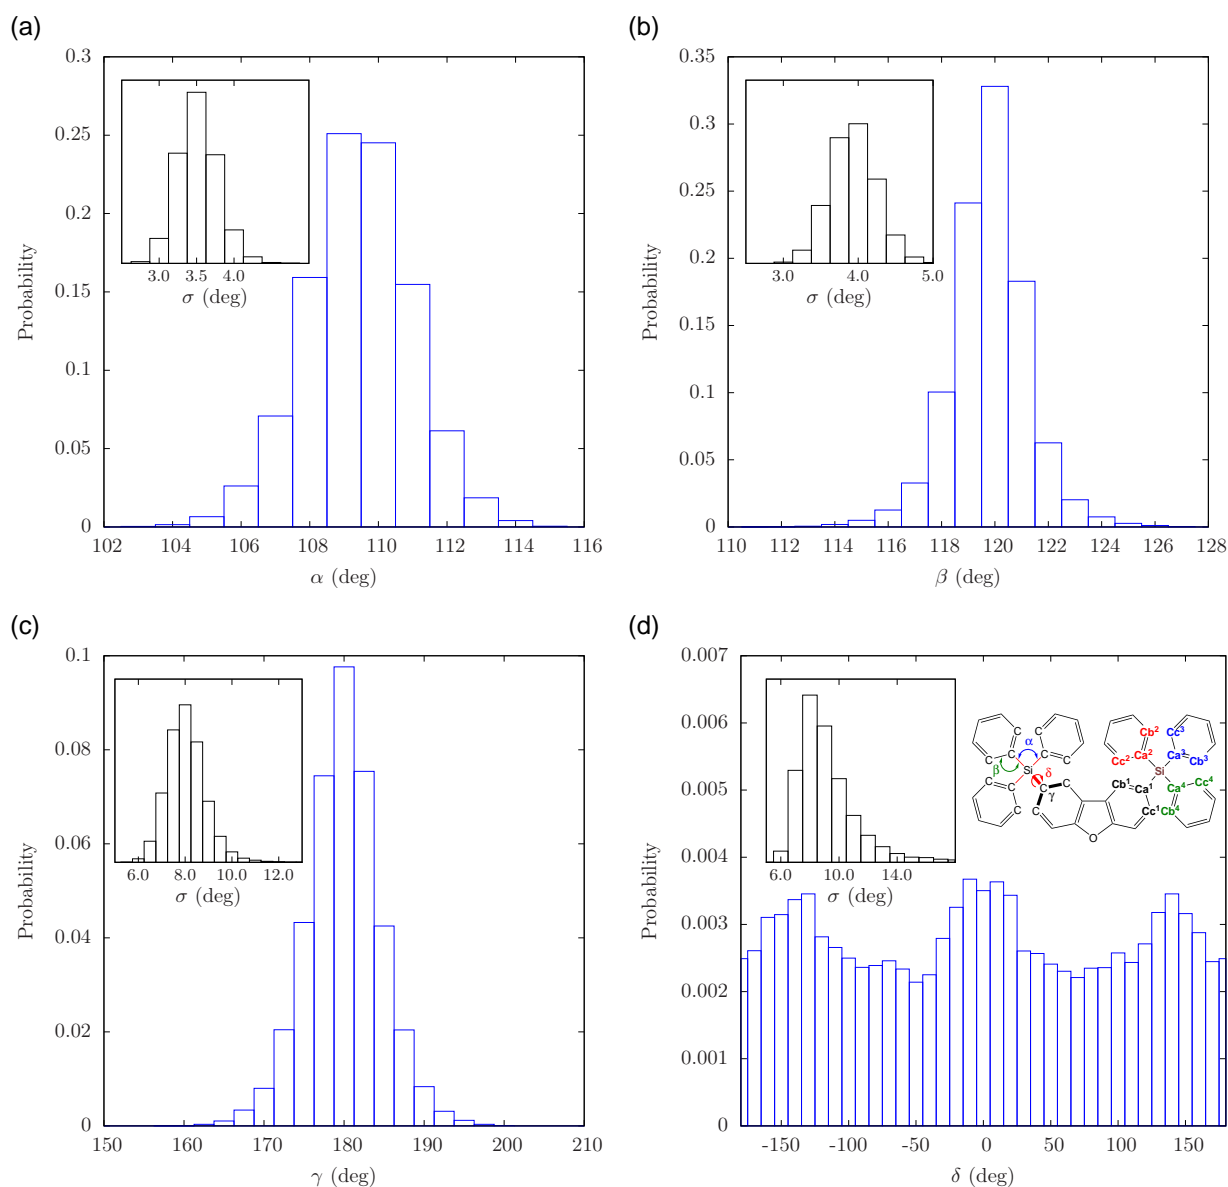 (a)
0.3
0.25
0.2
0.15
0.1
0.05
0
Probability
102 104 106 108 110 112 114 116
α (deg)
3.0 3.5 4.0
σ (deg)
(b)
0.35
0.3
0.25
0.2
0.15
0.1
0.05
0
Probability
110 112 114 116 118 120 122 124 126 128
β (deg)
3.0 4.0 5.0
σ (deg)
(c)
0.1
0.08
0.06
0.04
0.02
0
Probability
150 160 170 180 190 200 210
γ (deg)
6.0 8.0 10.0 12.0
σ (deg)
(d)
0.007
0.006
0.005
0.004
0.003
0.002
0.001
0
Probability
-150 -100 -50 0 50 100 150
δ (deg)
6.0 10.0 14.0
σ (deg)
C C C C
C α C
β Si δ
C C C γ
C C C
O
Cb² Cc³
Cc² Ca² Ca³ Cb³
Si
Cb¹ Ca¹ Ca⁴ Cc⁴
Cc¹ Cb⁴